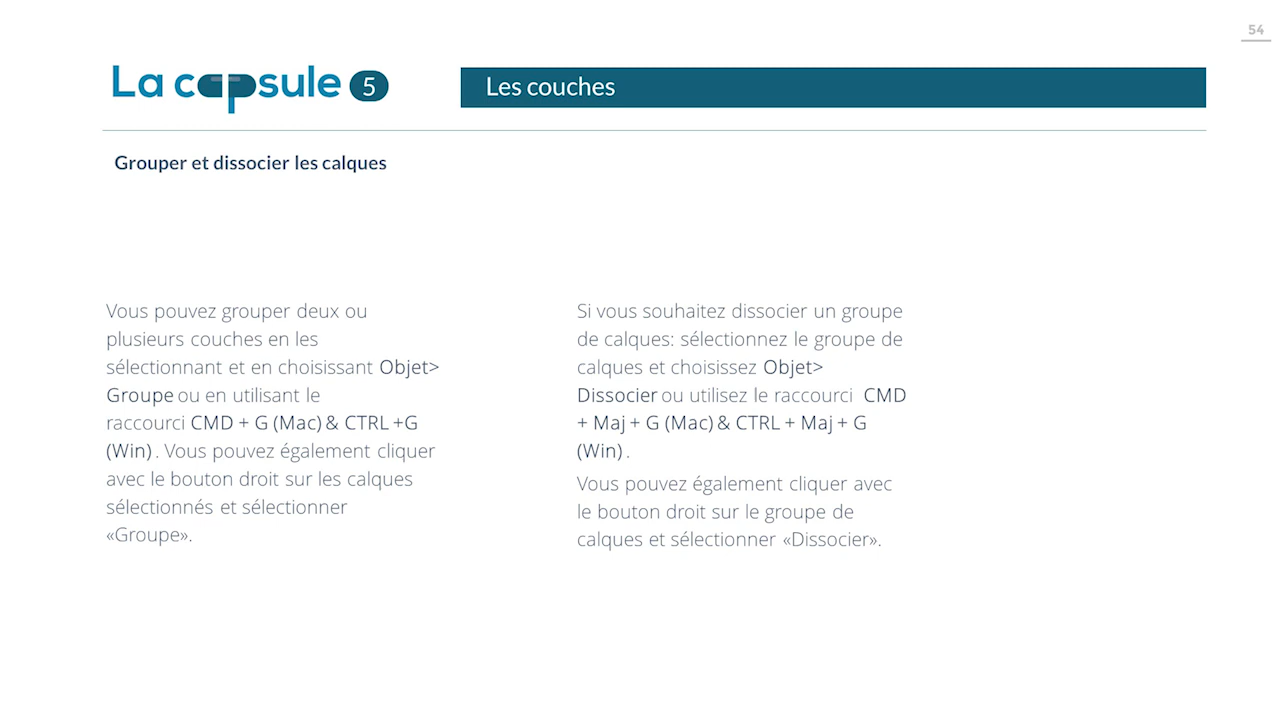 54
La capsule 5
Les couches
Grouper et dissocier les calques
Vous pouvez grouper deux ou
plusieurs couches en les
sélectionnant et en choisissant Objet>
Groupe ou en utilisant le
raccourci CMD + G (Mac) & CTRL +G
(Win) . Vous pouvez également cliquer
avec le bouton droit sur les calques
sélectionnés et sélectionner
«Groupe».
Si vous souhaitez dissocier un groupe
de calques: sélectionnez le groupe de
calques et choisissez Objet>
Dissocier ou utilisez le raccourci CMD
+ Maj + G (Mac) & CTRL + Maj + G
(Win) .
Vous pouvez également cliquer avec
le bouton droit sur le groupe de
calques et sélectionner «Dissocier».